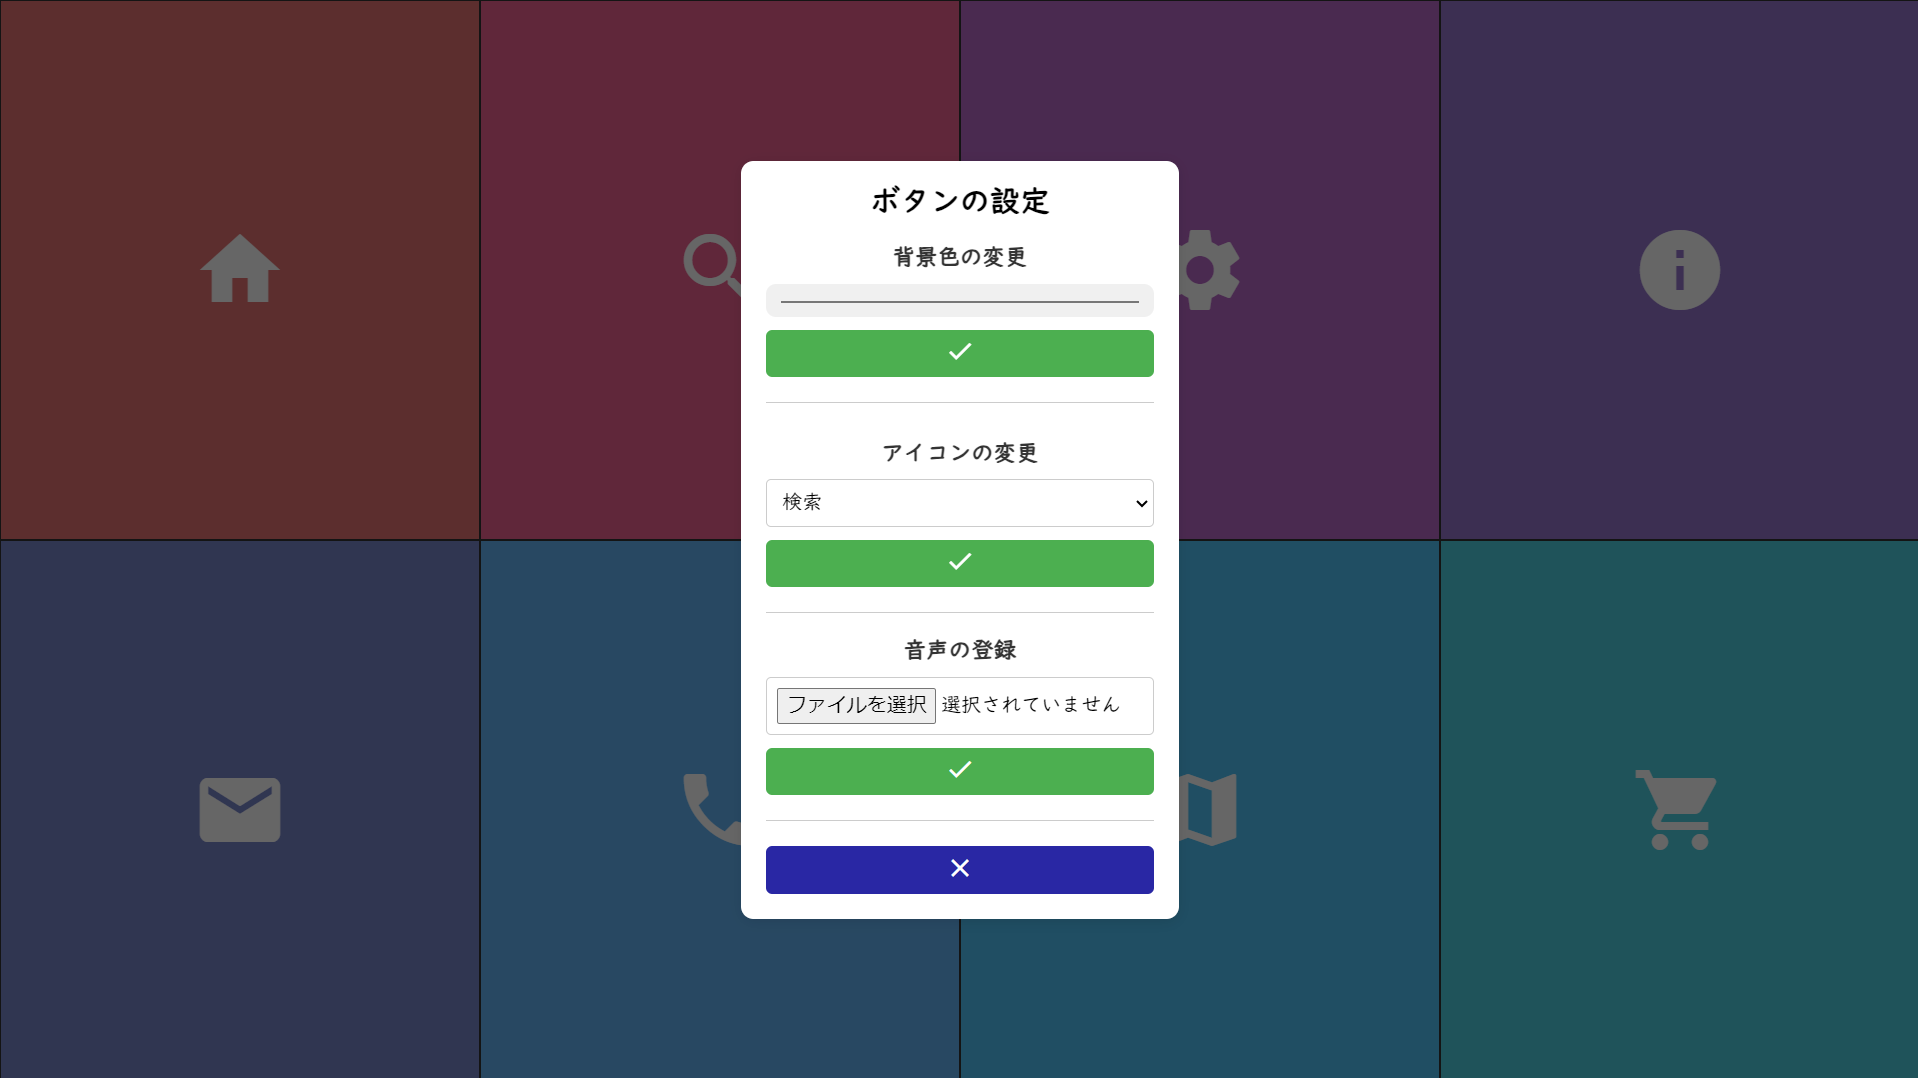 ボタンの設定
背景色の変更
アイコンの変更
検索
音声の登録
ファイルを選択 選択されていません